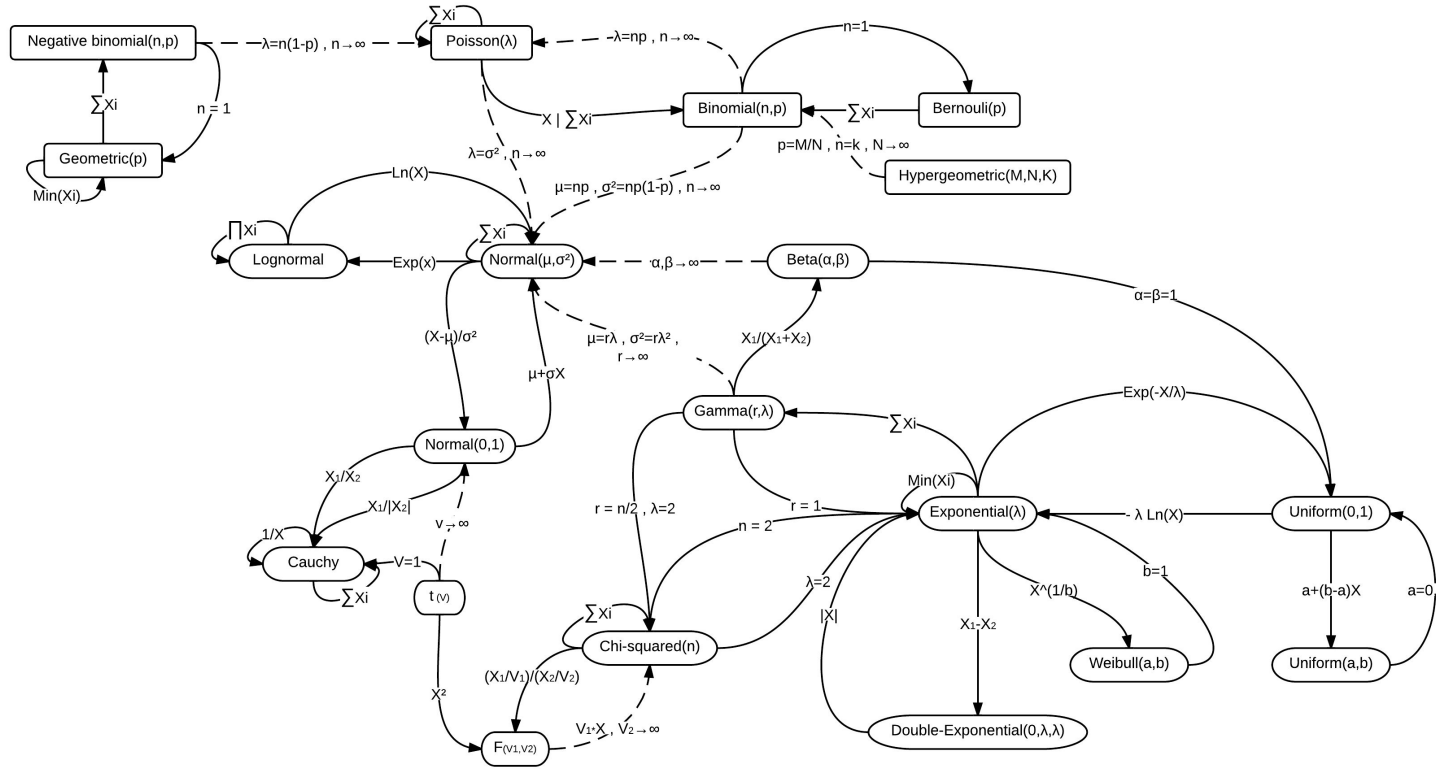 ∑Xi
n=1
Negative binomial(n,p)
λ=n(1-p) , n→∞
Poisson(λ)
λ=np , n→∞
∑Xi
n = 1
Binomial(n,p)
Bernouli(p)
X | ∑Xi
∑Xi
Geometric(p)
λ=σ² , n→∞
p=M/N , n=k , N→∞
Min(Xi)
Ln(X)
μ=np , σ²=np(1-p) , n→∞
Hypergeometric(M,N,K)
∏Xi
∑Xi
Lognormal
Exp(x)
Normal(μ,σ²)
α,β→∞
Beta(α,β)
α=β=1
(X-μ)/σ²
μ=rλ , σ²=rλ² ,
r→∞
X₁/(X₁+X₂)
μ+σX
Exp(-X/λ)
Gamma(r,λ)
∑Xi
Normal(0,1)
X₁/X₂
X₁/|X₂|
Min(Xi)
r = n/2 , λ=2
r = 1
Exponential(λ)
- λ Ln(X)
Uniform(0,1)
v→∞
n = 2
1/X
Cauchy
V=1
∑Xi
t (V)
λ=2
b=1
X^(1/b)
a+(b-a)X
a=0
∑Xi
|X|
X₁-X₂
Chi-squared(n)
Weibull(a,b)
Uniform(a,b)
(X₁/V₁)/(X₂/V₂)
X²
V₁*X , V₂→∞
F(V1,V2)
Double-Exponential(0,λ,λ)